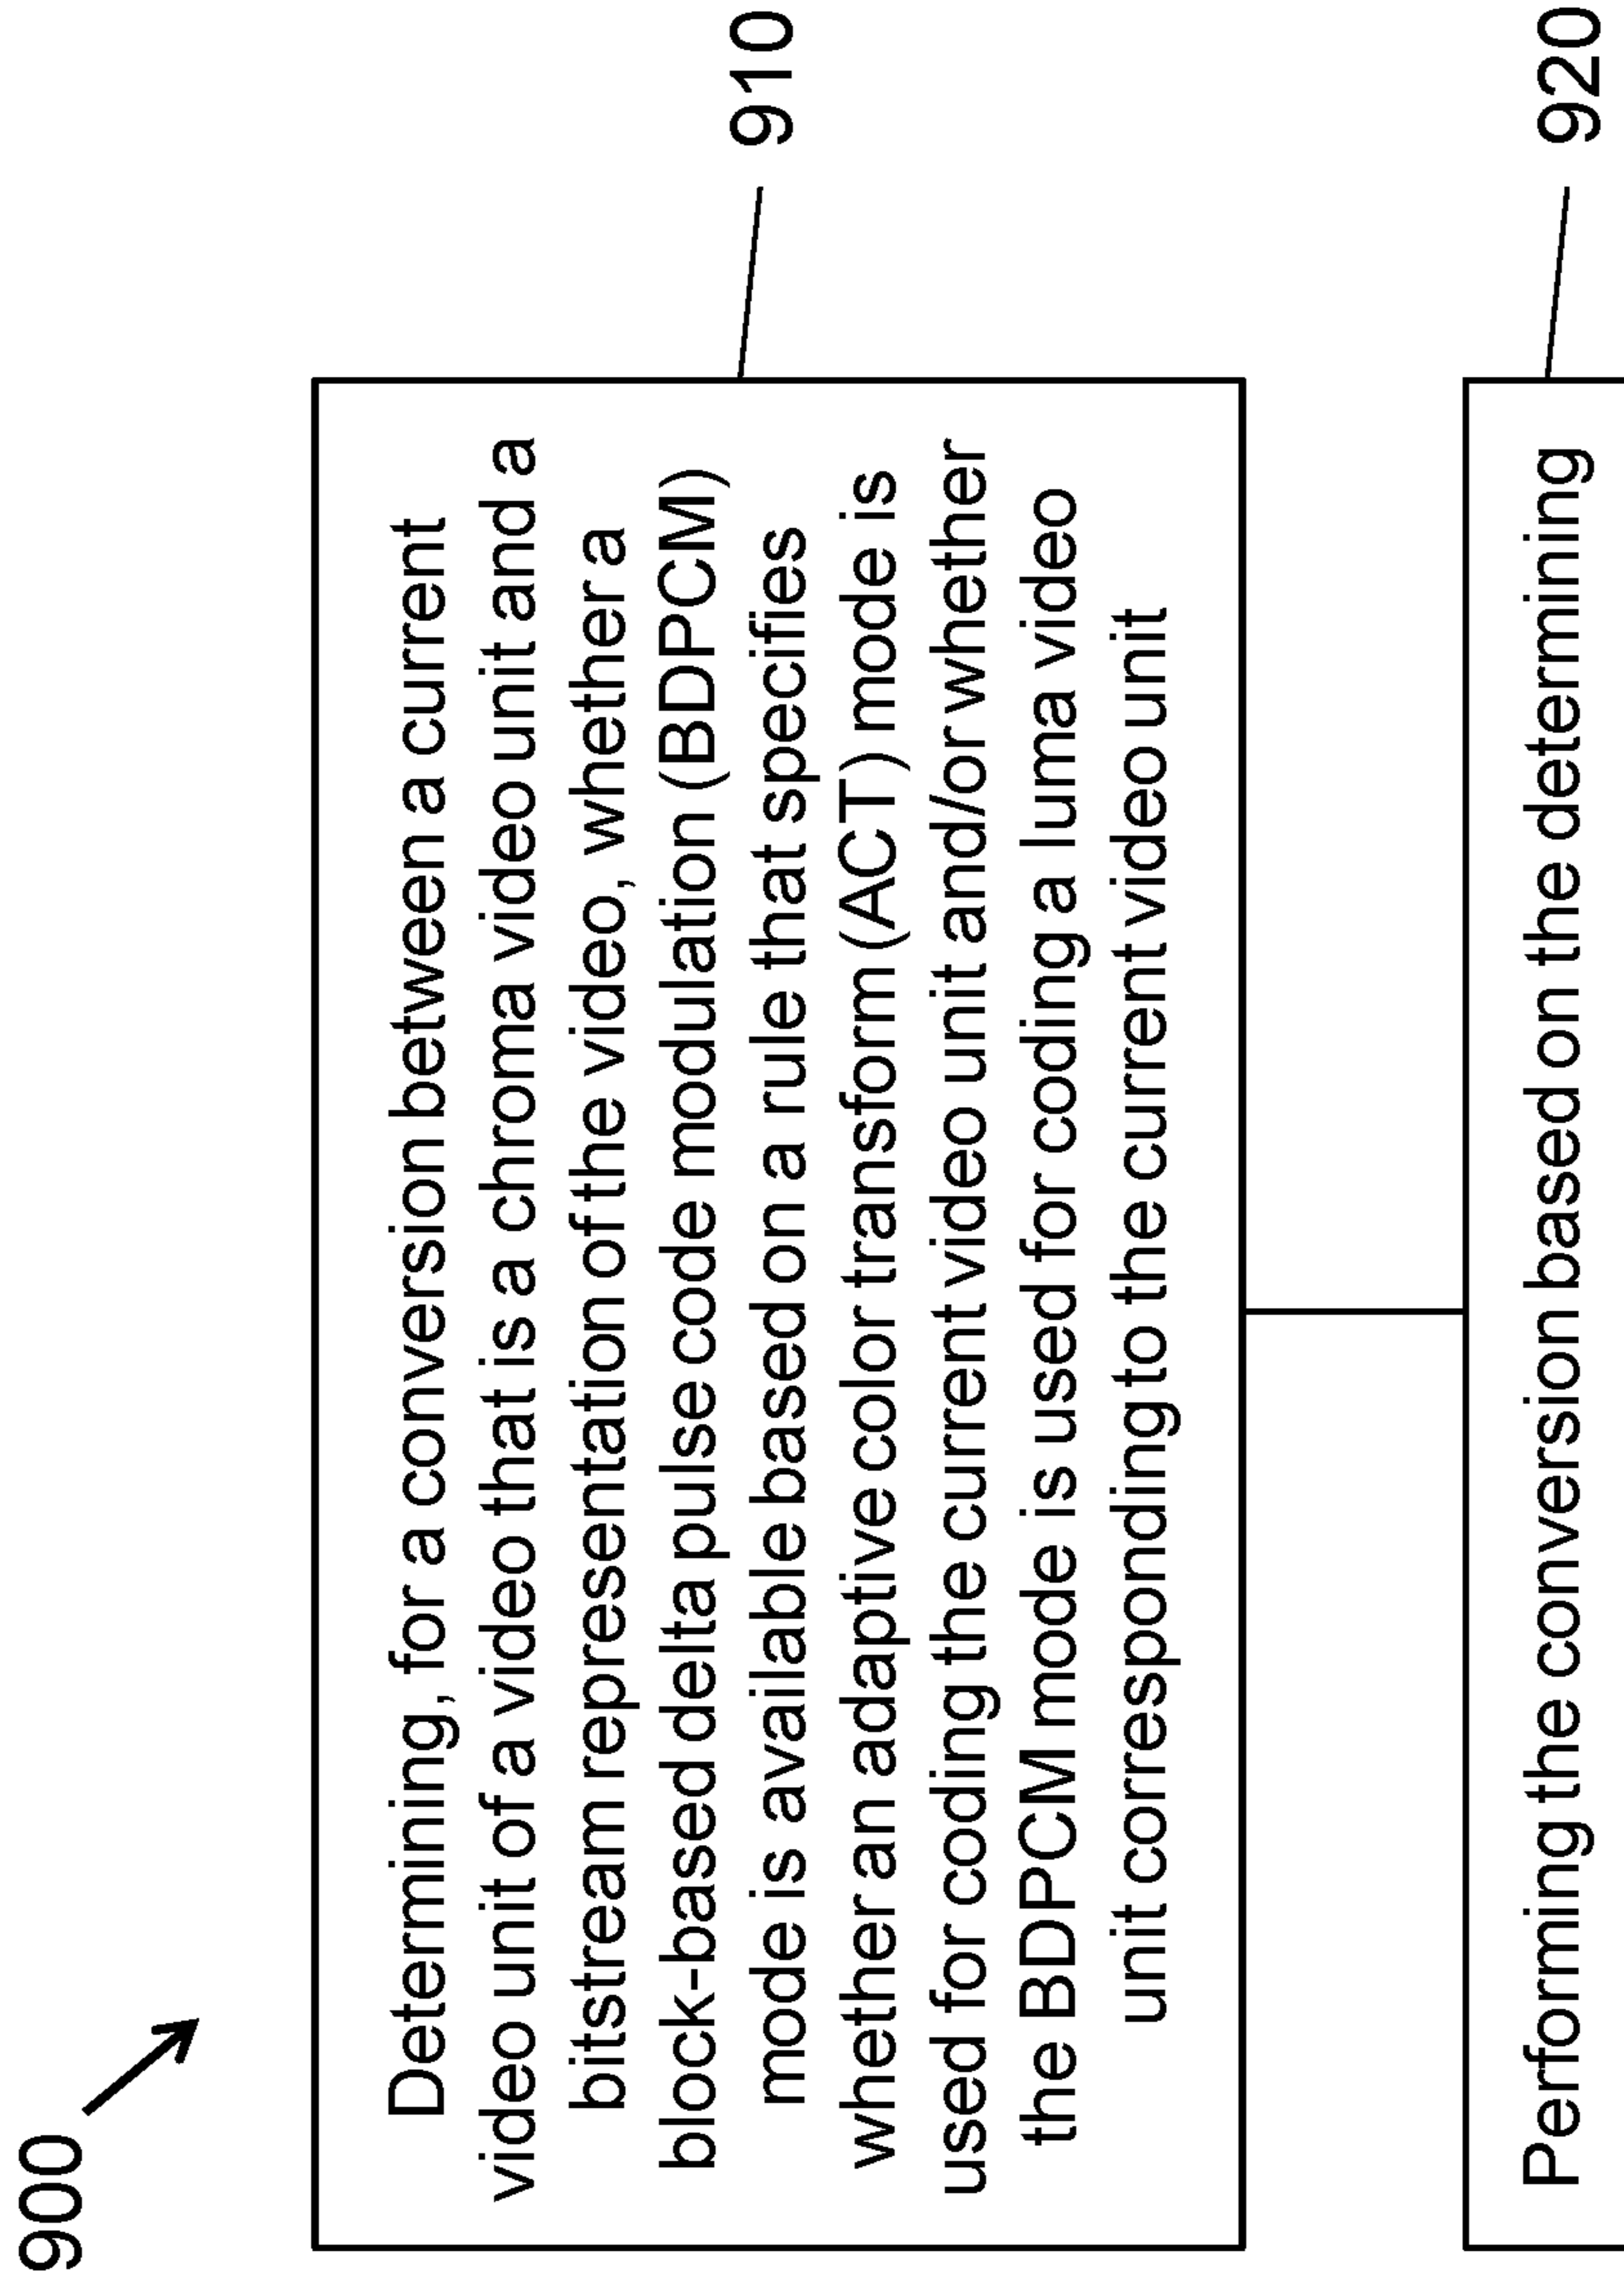 900
Determining, for a conversion between a current
video unit of a video that is a chroma video unit and a
bitstream representation of the video, whether a
block-based delta pulse code modulation (BDPCM)
mode is available based on a rule that specifies
whether an adaptive color transform (ACT) mode is
used for coding the current video unit and/or whether
the BDPCM mode is used for coding a luma video
unit corresponding to the current video unit
910
Performing the conversion based on the determining
920